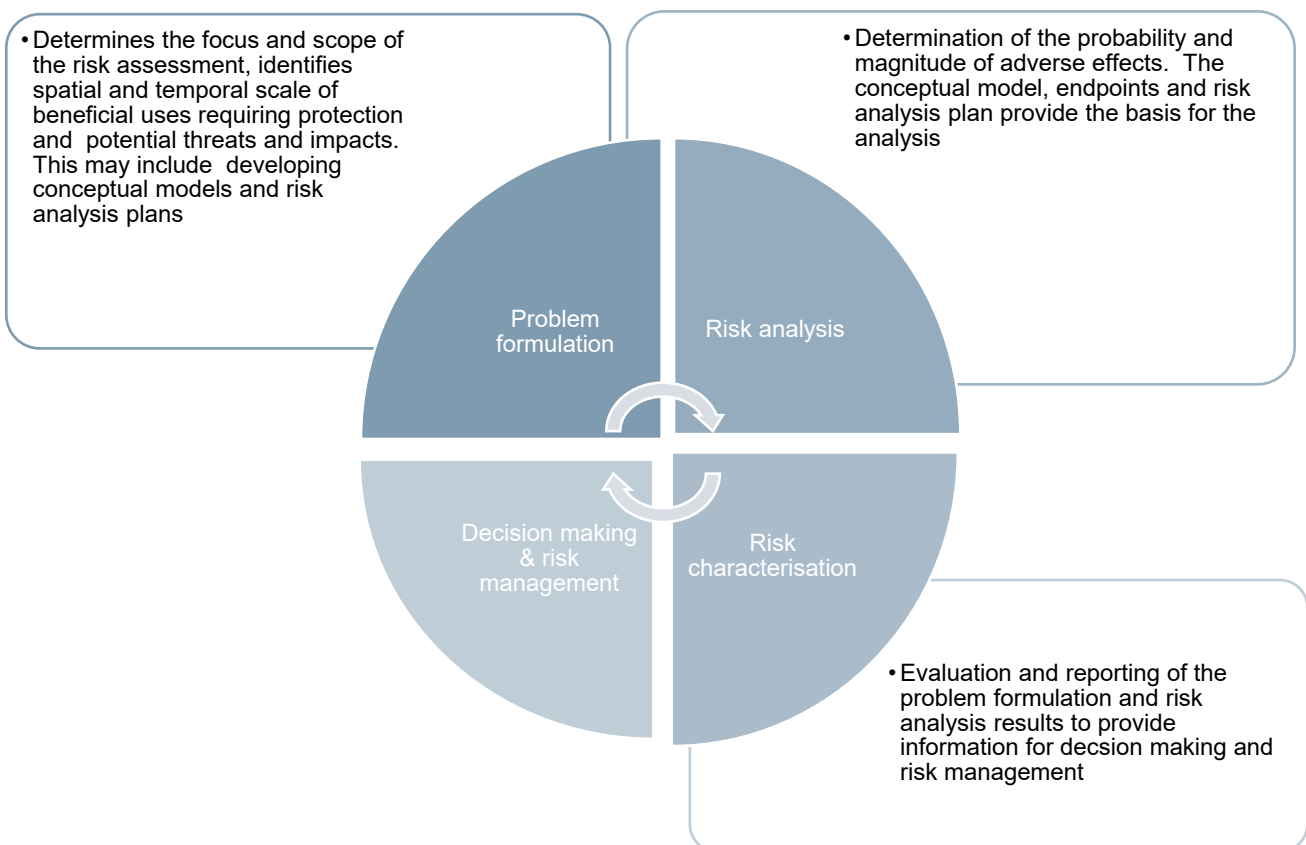 • Determines the focus and scope of
the risk assessment, identifies
spatial and temporal scale of
beneficial uses requiring protection
and  potential threats and impacts.
This may include  developing
conceptual models and risk
analysis plans
• Determination of the probability and
magnitude of adverse effects.  The
conceptual model, endpoints and risk
analysis plan provide the basis for the
analysis
Problem
formulation
Risk analysis
Decision making
& risk
management
Risk
characterisation
• Evaluation and reporting of the
problem formulation and risk
analysis results to provide
information for decsion making and
risk management